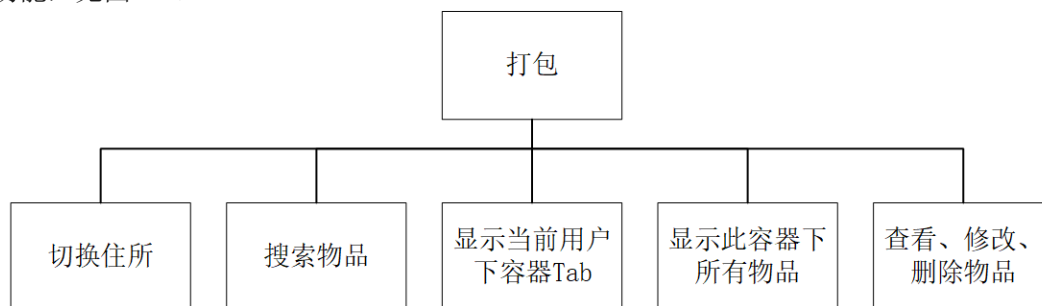 打包
切换住所
搜索物品
显示当前用户
下容器Tab
显示此容器下
所有物品
查看、修改、
删除物品